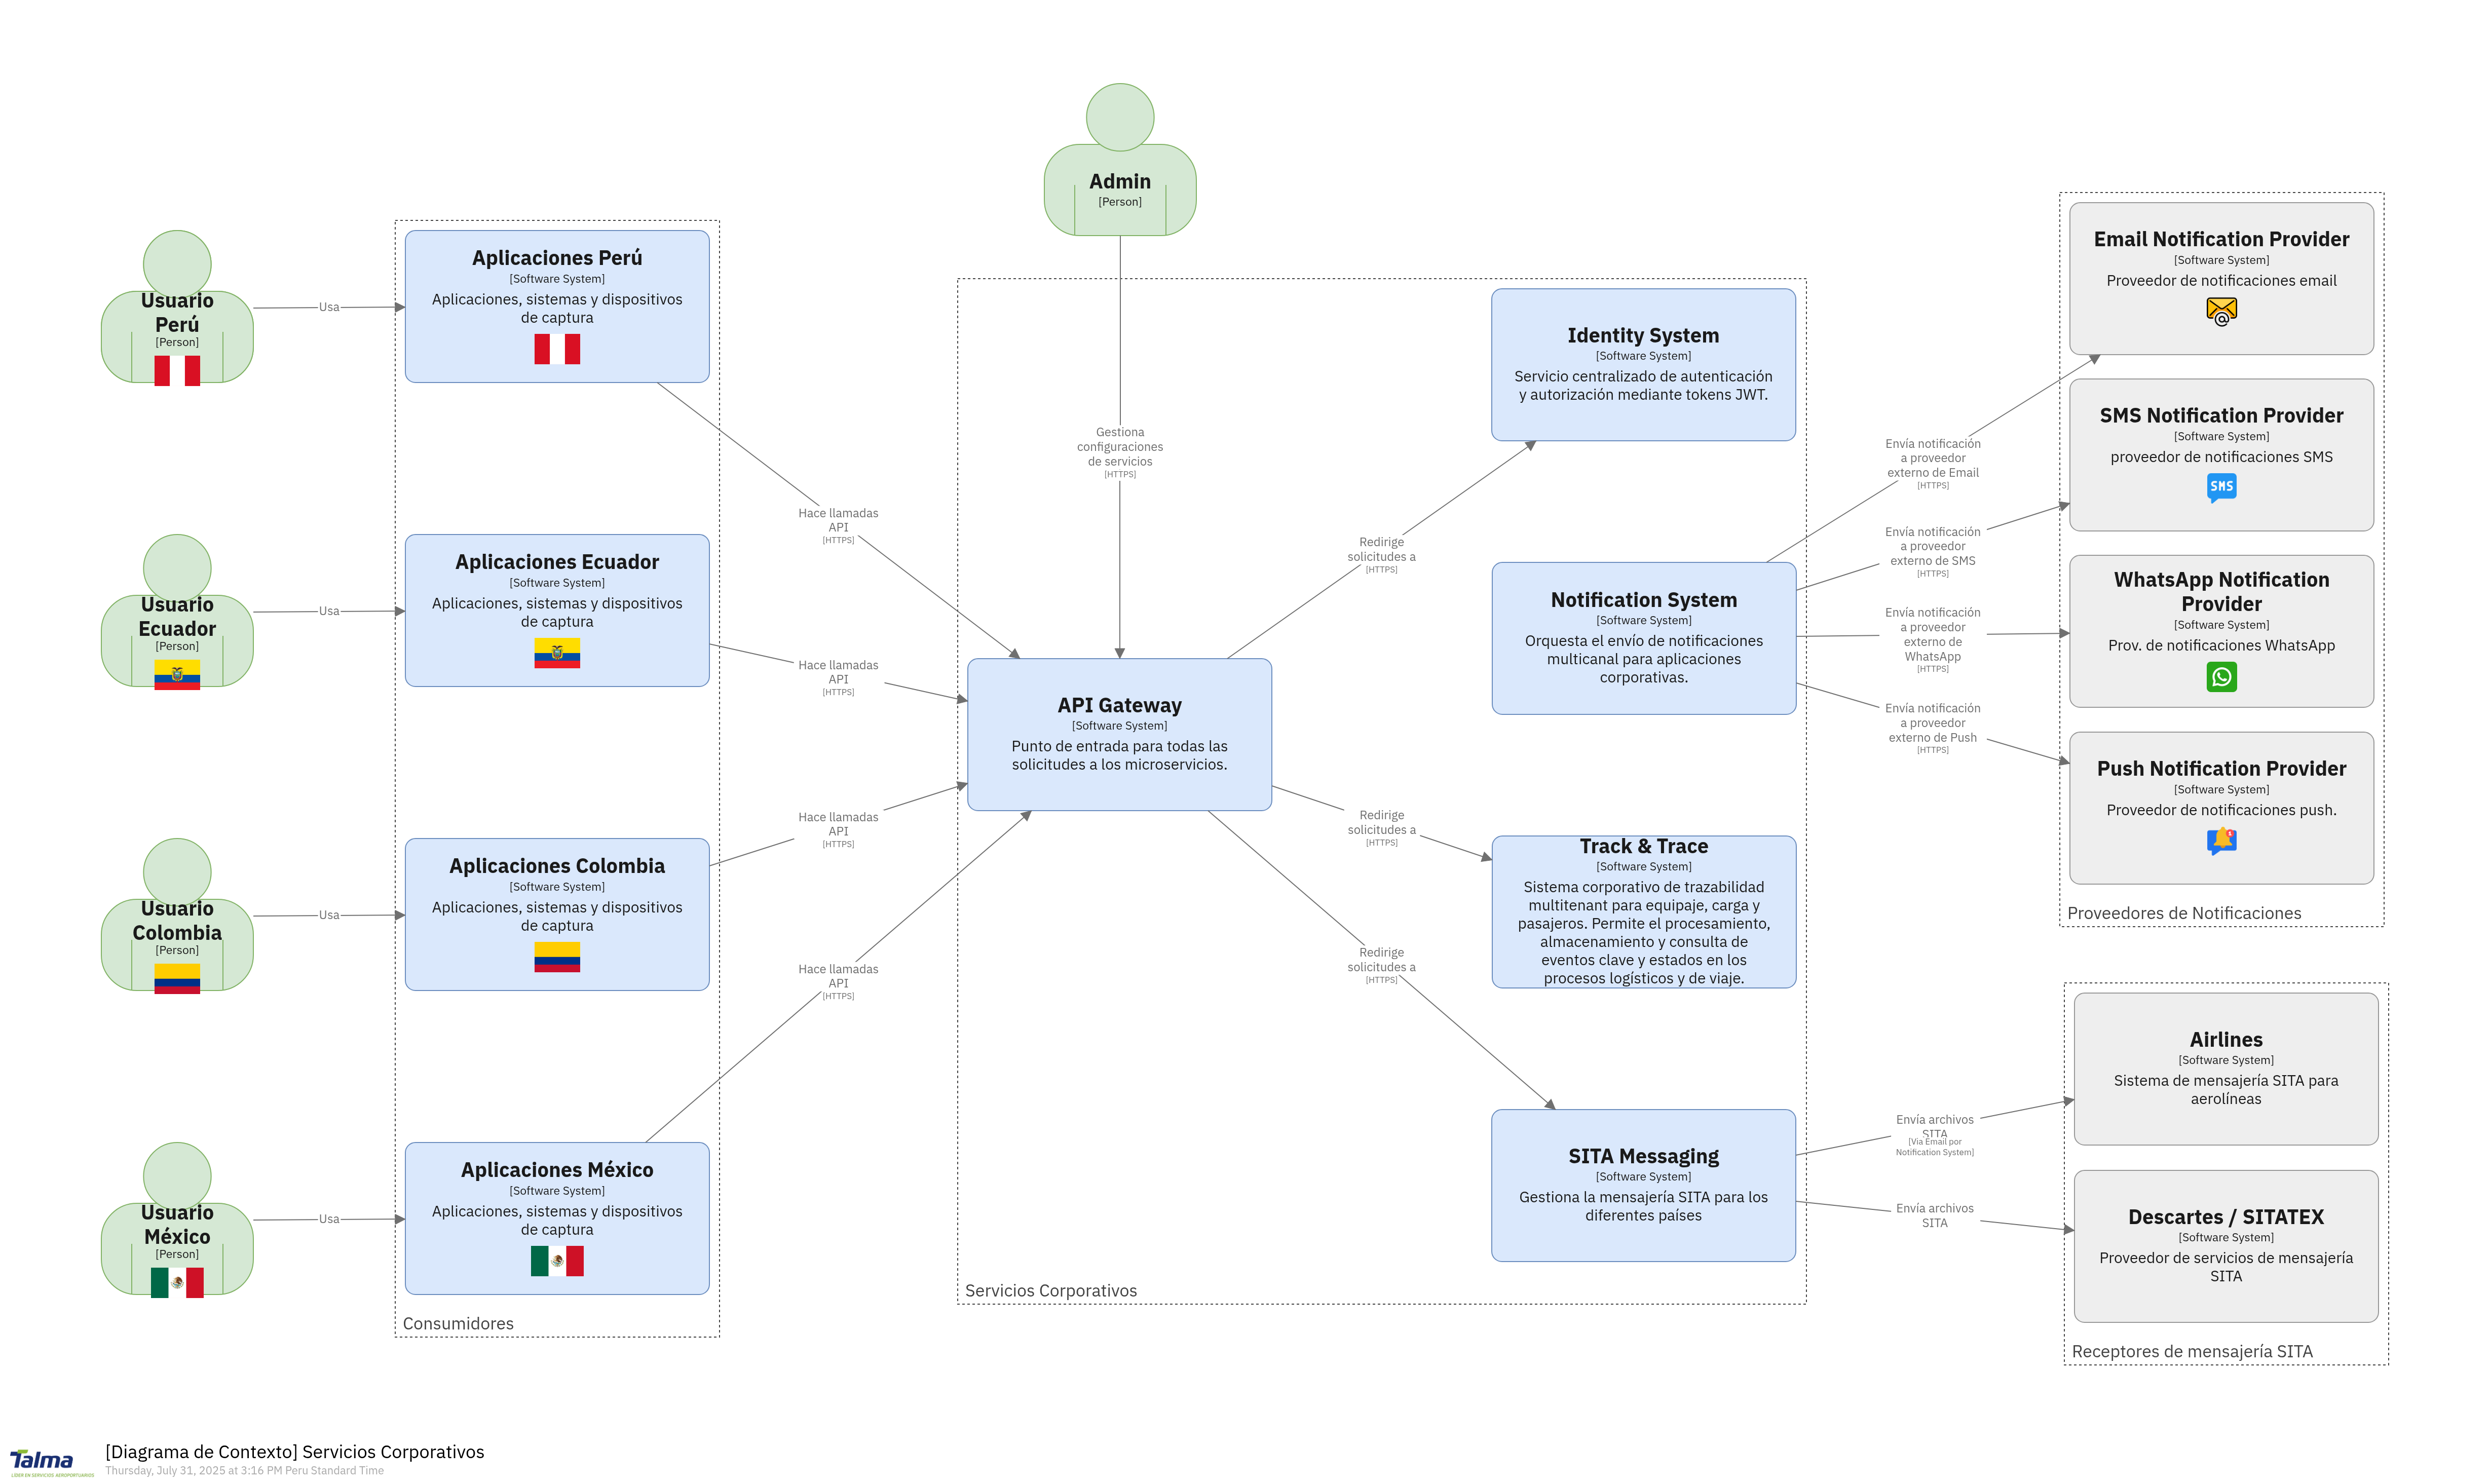 Admin
[Person]
Usuario
Perú
[Person]
Usa
Aplicaciones Perú
[Software System]
Aplicaciones, sistemas y dispositivos
de captura
Usuario
Ecuador
[Person]
Usa
Aplicaciones Ecuador
[Software System]
Aplicaciones, sistemas y dispositivos
de captura
Usuario
Colombia
[Person]
Usa
Aplicaciones Colombia
[Software System]
Aplicaciones, sistemas y dispositivos
de captura
Usuario
México
[Person]
Usa
Aplicaciones México
[Software System]
Aplicaciones, sistemas y dispositivos
de captura
Consumidores
Hace llamadas
API
[HTTPS]
Hace llamadas
API
[HTTPS]
Hace llamadas
API
[HTTPS]
Hace llamadas
API
[HTTPS]
Gestiona
configuraciones
de servicios
[HTTPS]
API Gateway
[Software System]
Punto de entrada para todas las
solicitudes a los microservicios.
Redirige
solicitudes a
[HTTPS]
Redirige
solicitudes a
[HTTPS]
Redirige
solicitudes a
[HTTPS]
Identity System
[Software System]
Servicio centralizado de autenticación
y autorización mediante tokens JWT.
Notification System
[Software System]
Orquesta el envío de notificaciones
multicanal para aplicaciones
corporativas.
Track & Trace
[Software System]
Sistema corporativo de trazabilidad
multitenant para equipaje, carga y
pasajeros. Permite el procesamiento,
almacenamiento y consulta de
eventos clave y estados en los
procesos logísticos y de viaje.
SITA Messaging
[Software System]
Gestiona la mensajería SITA para los
diferentes países
Servicios Corporativos
Envía notificación
a proveedor
externo de Email
[HTTPS]
Envía notificación
a proveedor
externo de SMS
[HTTPS]
Envía notificación
a proveedor
externo de
WhatsApp
[HTTPS]
Envía notificación
a proveedor
externo de Push
[HTTPS]
Email Notification Provider
[Software System]
Proveedor de notificaciones email
SMS Notification Provider
[Software System]
proveedor de notificaciones SMS
SMS
WhatsApp Notification
Provider
[Software System]
Prov. de notificaciones WhatsApp
Push Notification Provider
[Software System]
Proveedor de notificaciones push.
Proveedores de Notificaciones
Envía archivos
SITA
[Via Email por
Notification System]
Envía archivos
SITA
Airlines
[Software System]
Sistema de mensajería SITA para
aerolíneas
Descartes / SITATEX
[Software System]
Proveedor de servicios de mensajería
SITA
Receptores de mensajería SITA
Talma
LÍDER EN SERVICIOS AEROPORTUARIOS
[Diagrama de Contexto] Servicios Corporativos
Thursday, July 31, 2025 at 3:16 PM Peru Standard Time